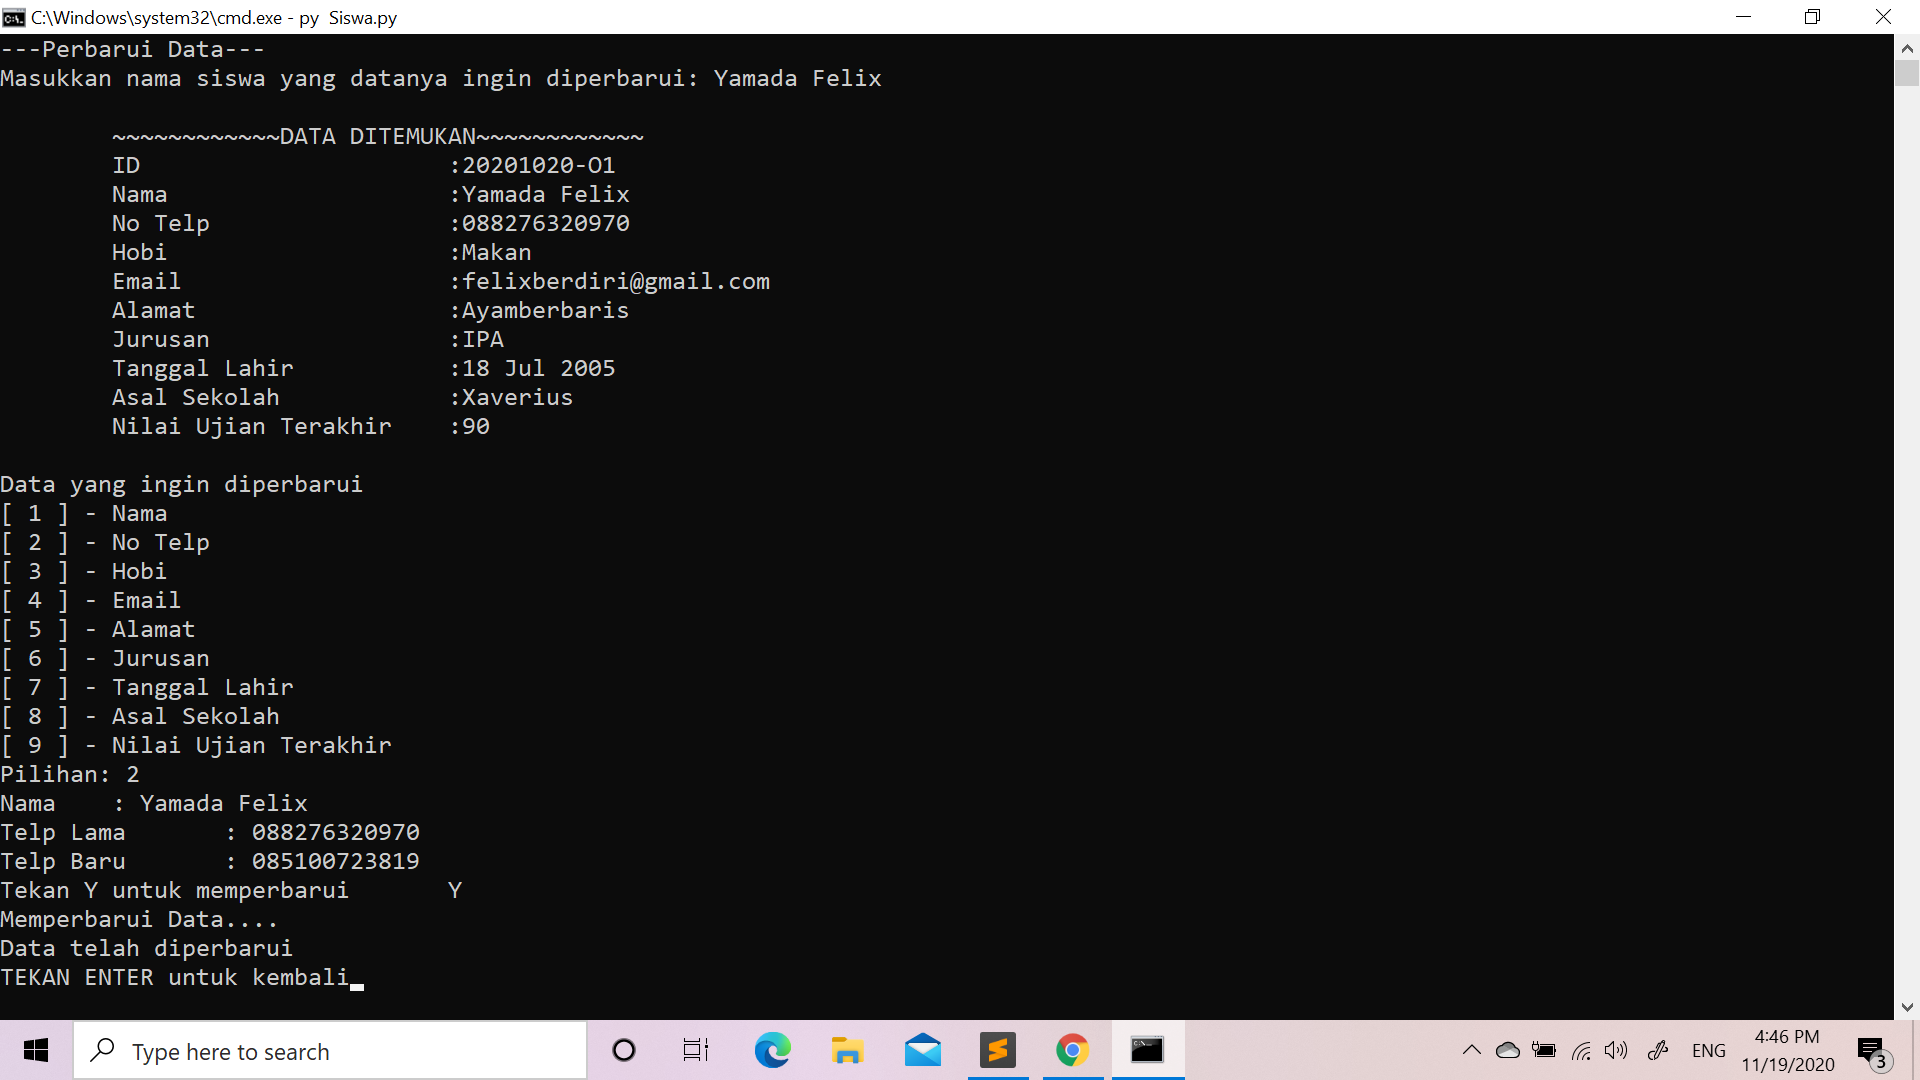 C:\Windows\system32\cmd.exe - py  Siswa.py
---Perbarui Data---
Masukkan nama siswa yang datanya ingin diperbarui: Yamada Felix
~~~~~~~~~~~~DATA DITEMUKAN~~~~~~~~~~~~
ID :20201020-O1
Nama :Yamada Felix
No Telp :088276320970
Hobi :Makan
Email :felixberdiri@gmail.com
Alamat :Ayamberbaris
Jurusan :IPA
Tanggal Lahir :18 Jul 2005
Asal Sekolah :Xaverius
Nilai Ujian Terakhir :90
Data yang ingin diperbarui
[ 1 ] - Nama
[ 2 ] - No Telp
[ 3 ] - Hobi
[ 4 ] - Email
[ 5 ] - Alamat
[ 6 ] - Jurusan
[ 7 ] - Tanggal Lahir
[ 8 ] - Asal Sekolah
[ 9 ] - Nilai Ujian Terakhir
Pilihan: 2
Nama : Yamada Felix
Telp Lama : 088276320970
Telp Baru : 085100723819
Tekan Y untuk memperbarui Y
Memperbarui Data....
Data telah diperbarui
TEKAN ENTER untuk kembali
Type here to search
ENG
4:46 PM
11/19/2020
3